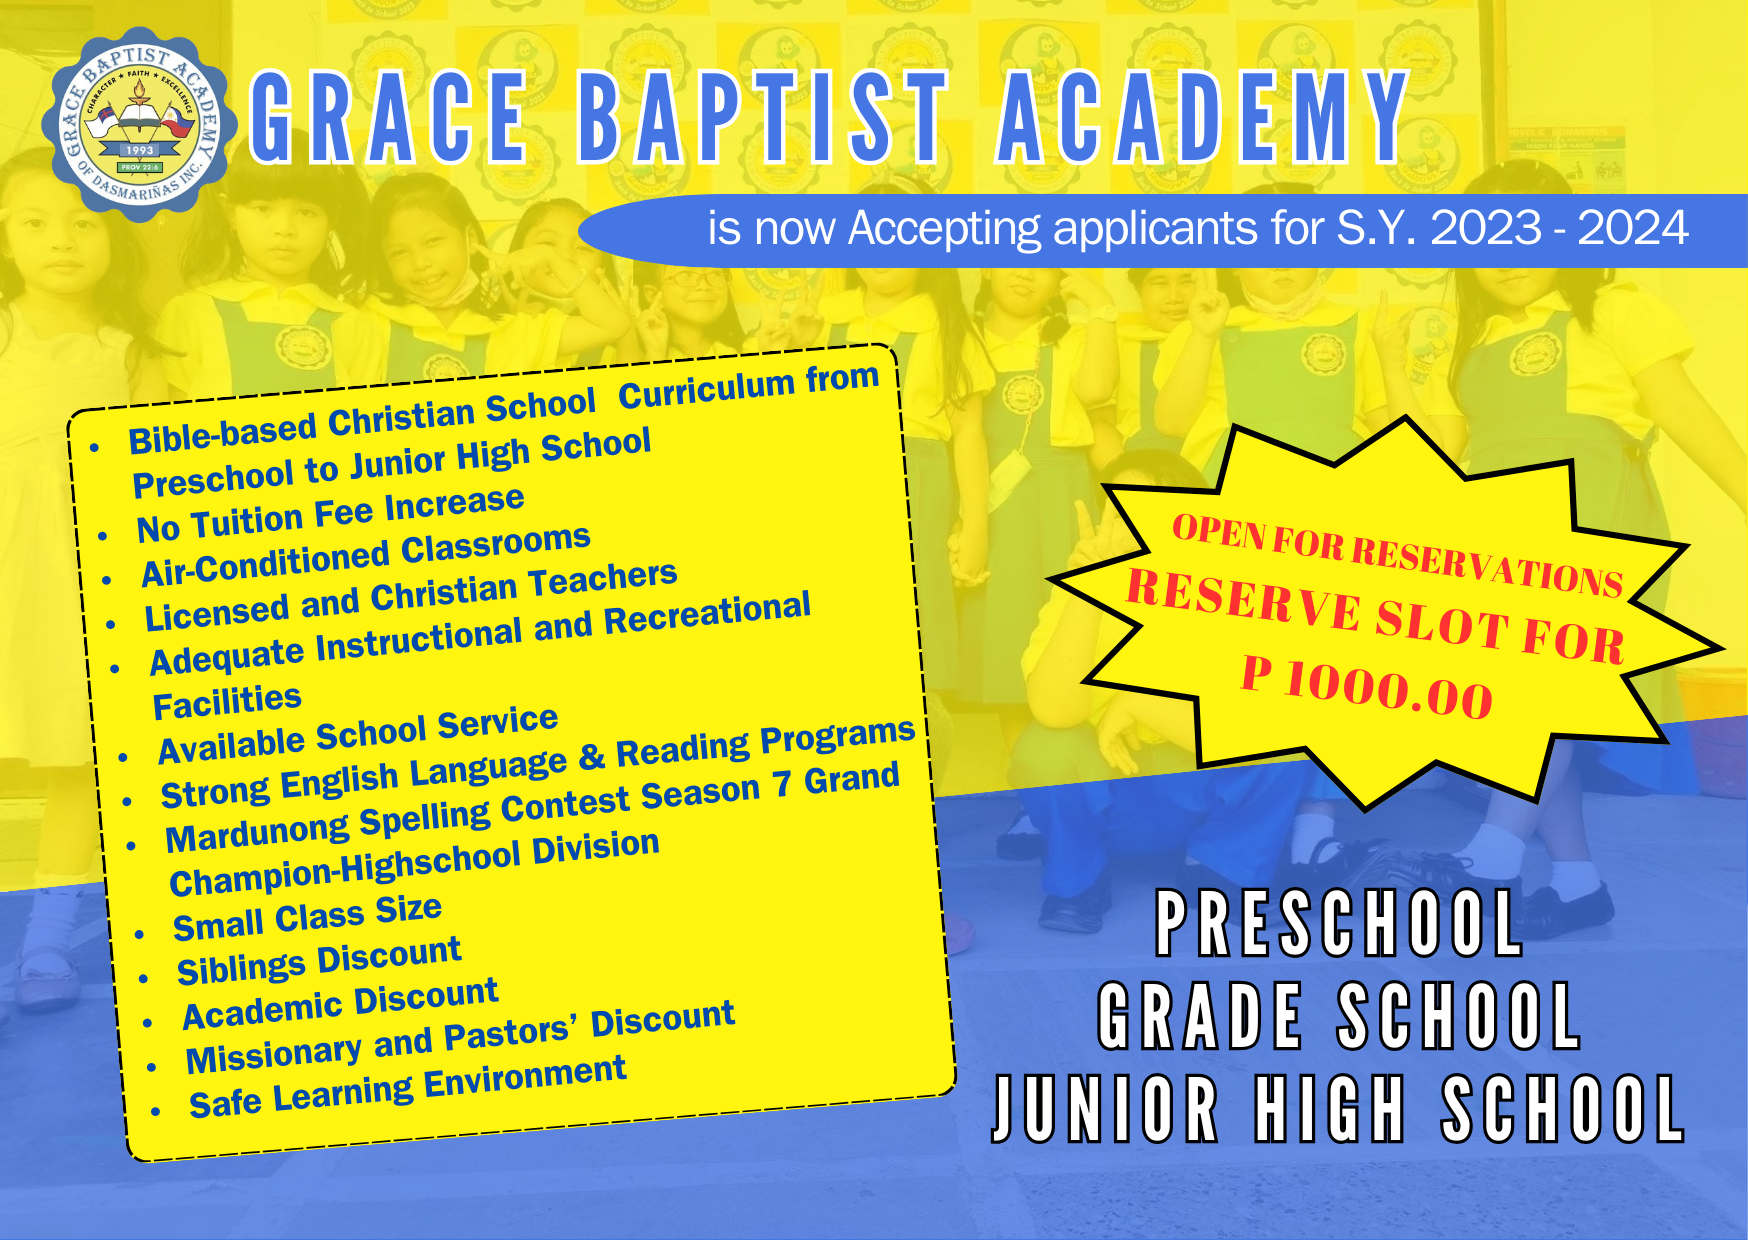 GRACE BAPTIST ACADEMY
OF DASMARIÑAS INC.
CHARACTER ★ FAITH ★ EXCELLENCE
1993
PROV 22:6
GRACE BAPTIST ACADEMY
is now Accepting applicants for S.Y. 2023 - 2024
• Bible-based Christian School Curriculum from
Preschool to Junior High School
• No Tuition Fee Increase
• Air-Conditioned Classrooms
• Licensed and Christian Teachers
• Adequate Instructional and Recreational
Facilities
• Available School Service
• Strong English Language & Reading Programs
• Mardunong Spelling Contest Season 7 Grand
Champion-Highschool Division
• Small Class Size
• Siblings Discount
• Academic Discount
• Missionary and Pastors’ Discount
• Safe Learning Environment
OPEN FOR RESERVATIONS
RESERVE SLOT FOR
P 1000.00
PRESCHOOL
GRADE SCHOOL
JUNIOR HIGH SCHOOL